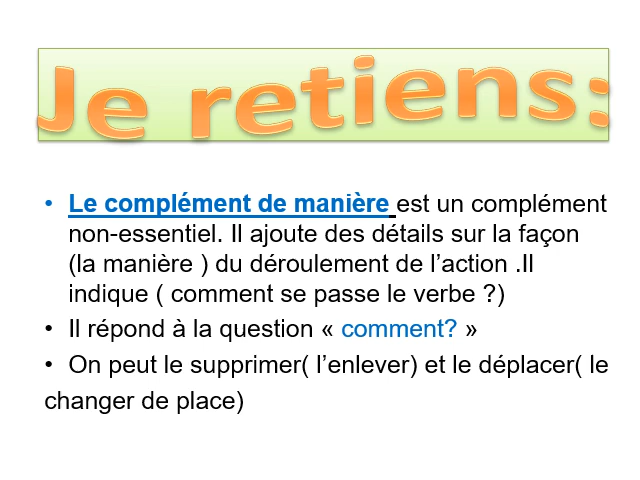 Je retiens:
• Le complément de manière est un complément
non-essentiel. Il ajoute des détails sur la façon
(la manière ) du déroulement de l’action .Il
indique ( comment se passe le verbe ?)
• Il répond à la question « comment? »
• On peut le supprimer( l’enlever) et le déplacer( le
changer de place)